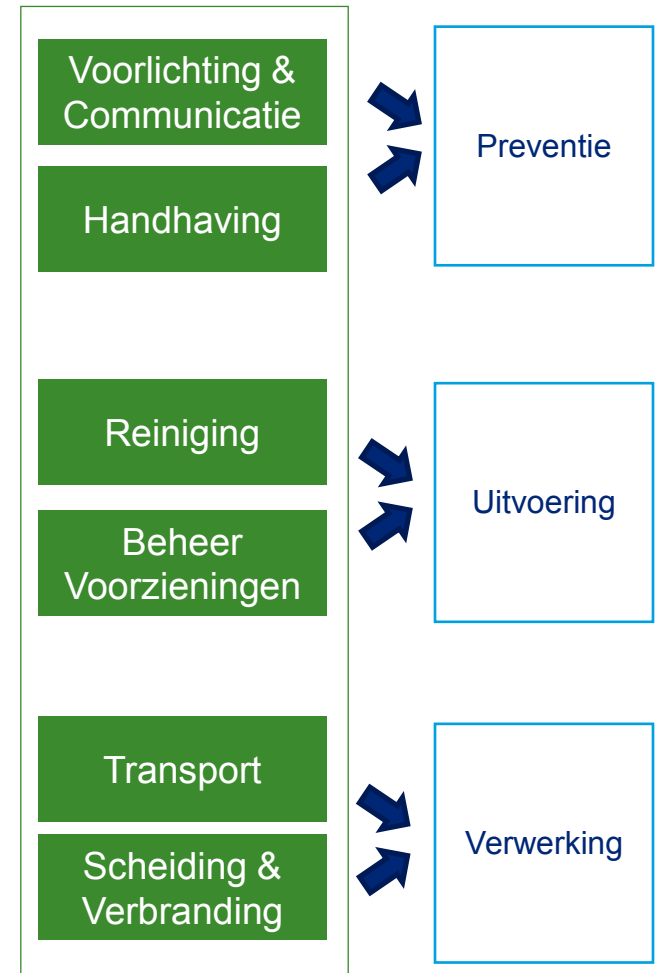 Voorlichting &
Communicatie
Preventie
Handhaving
Reiniging
Uitvoering
Beheer
Voorzieningen
Transport
Verwerking
Scheiding &
Verbranding